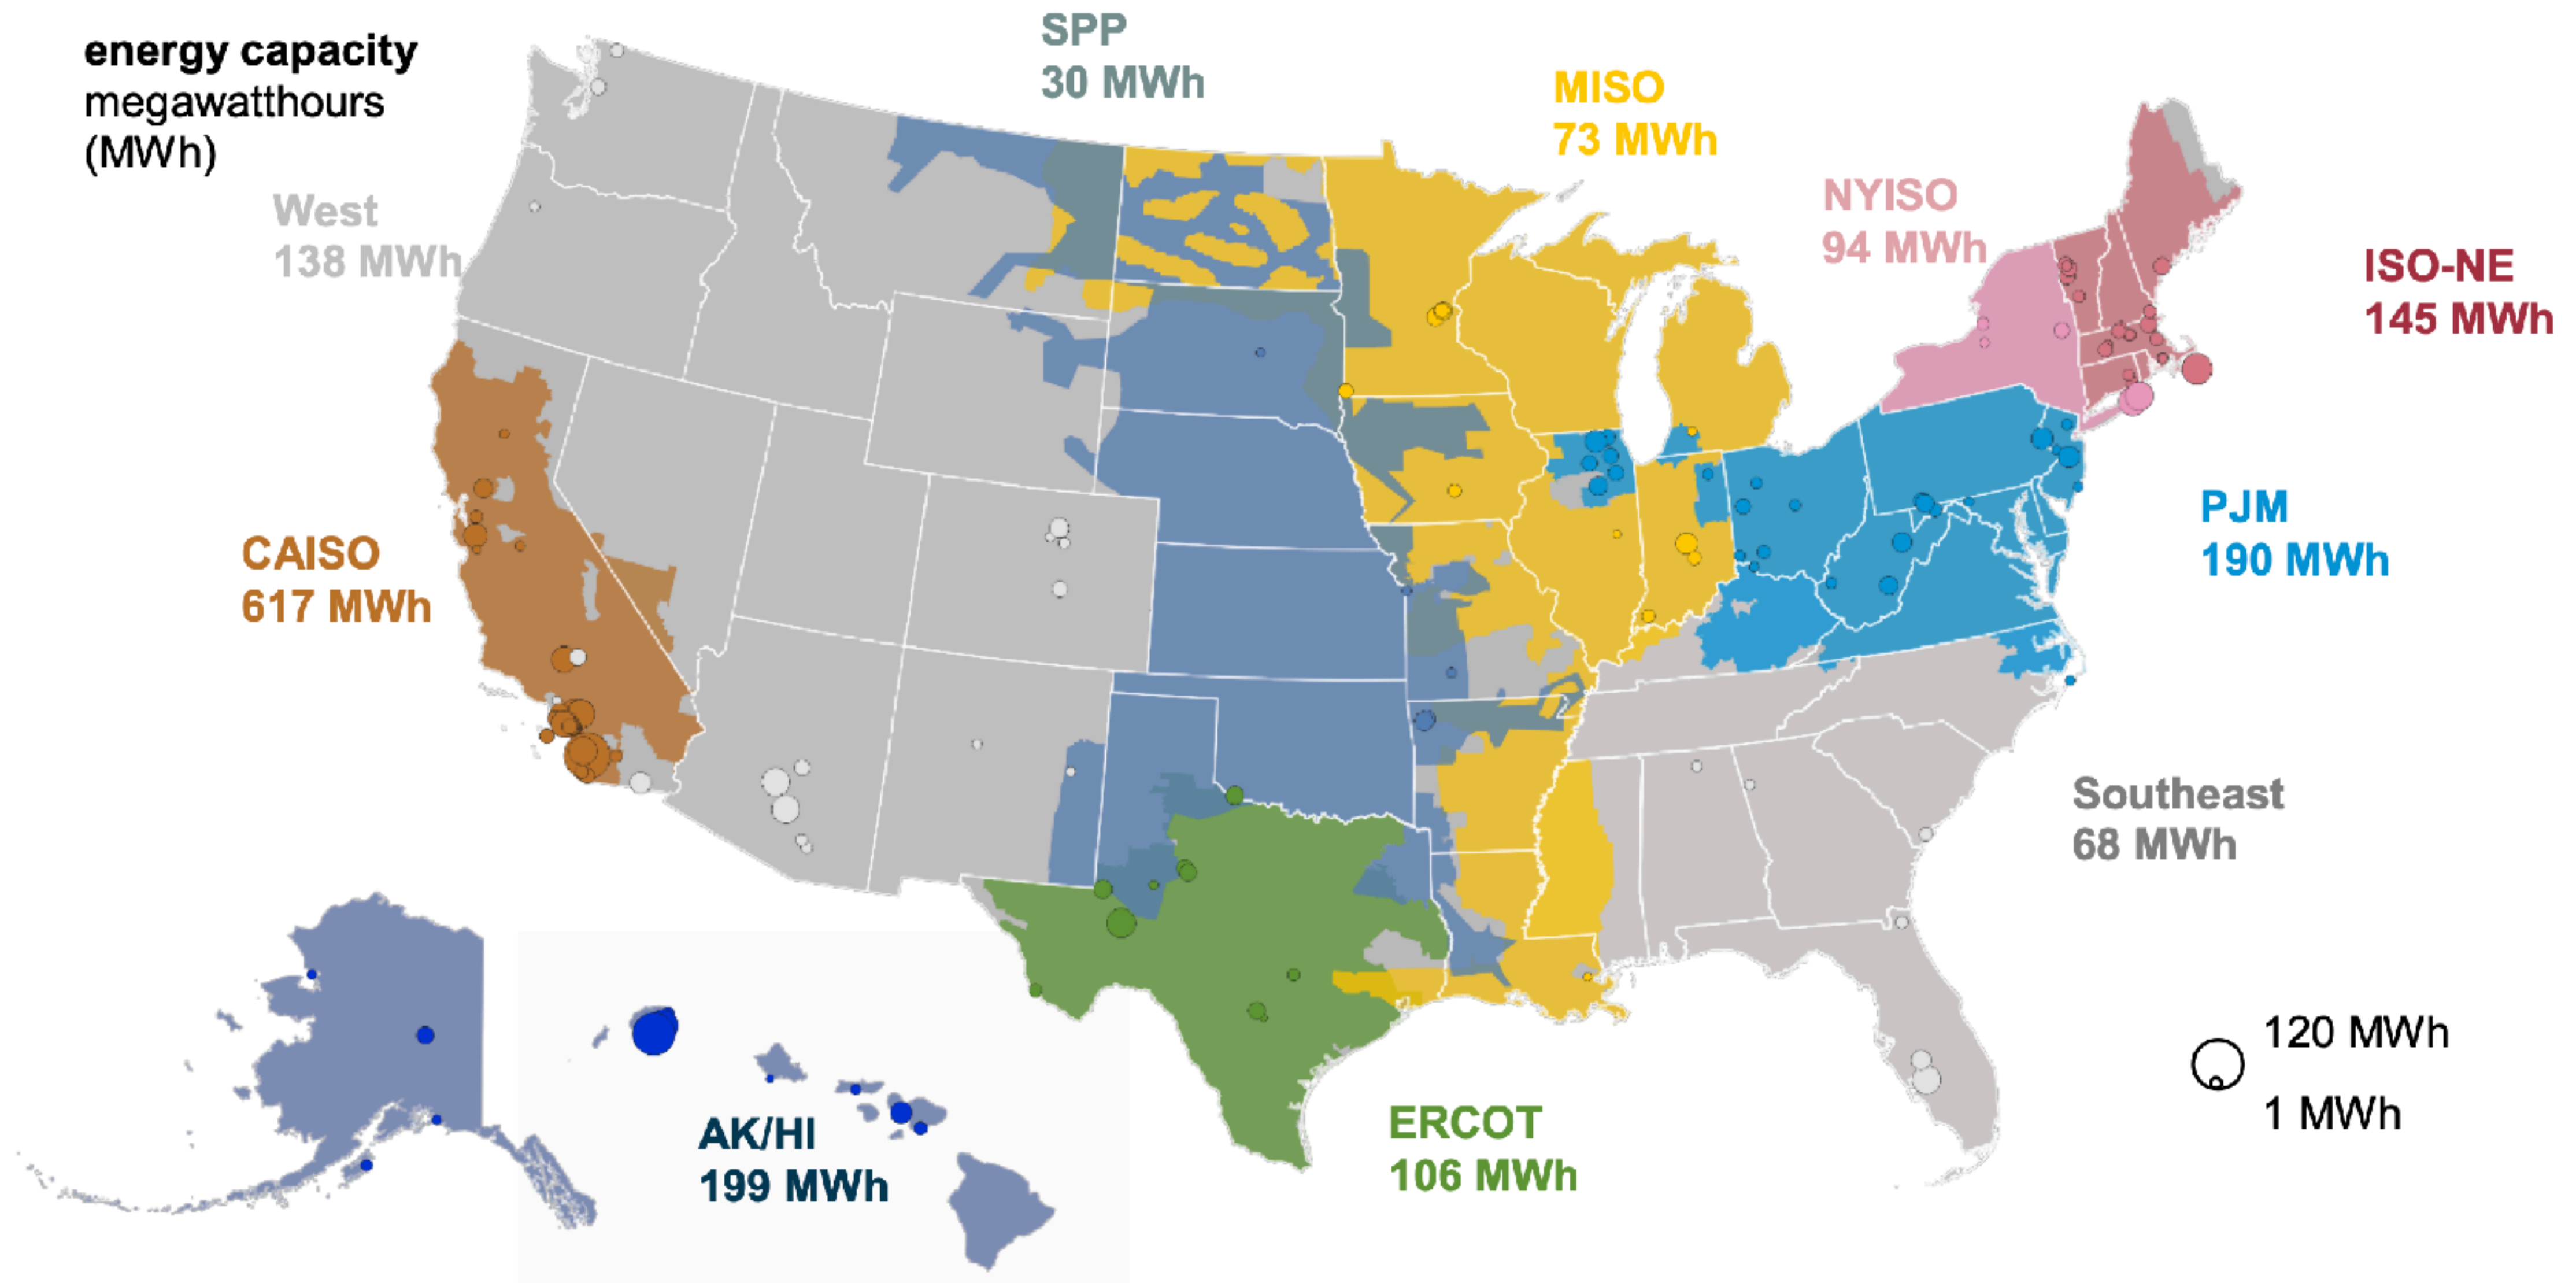 energy capacity
megawatthours
(MWh)
SPP
30 MWh
MISO
73 MWh
West
138 MWh
NYISO
94 MWh
ISO-NE
145 MWh
CAISO
617 MWh
PJM
190 MWh
Southeast
68 MWh
AK/HI
199 MWh
ERCOT
106 MWh
120 MWh
1 MWh